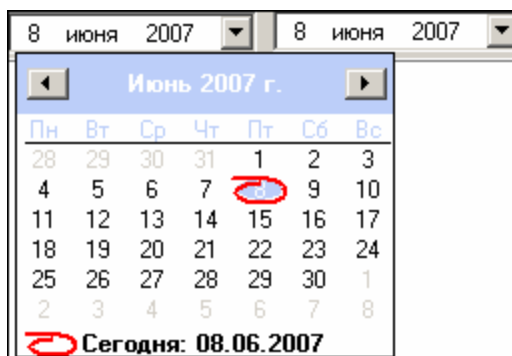 8 июня 2007 8 июня 2007
Июнь 2007 г.
Пн Вт Ср Чт Пт Сб Вс
28 29 30 31 1 2 3
4 5 6 7 8 9 10
11 12 13 14 15 16 17
18 19 20 21 22 23 24
25 26 27 28 29 30 1
2 3 4 5 6 7 8
Сегодня: 08.06.2007